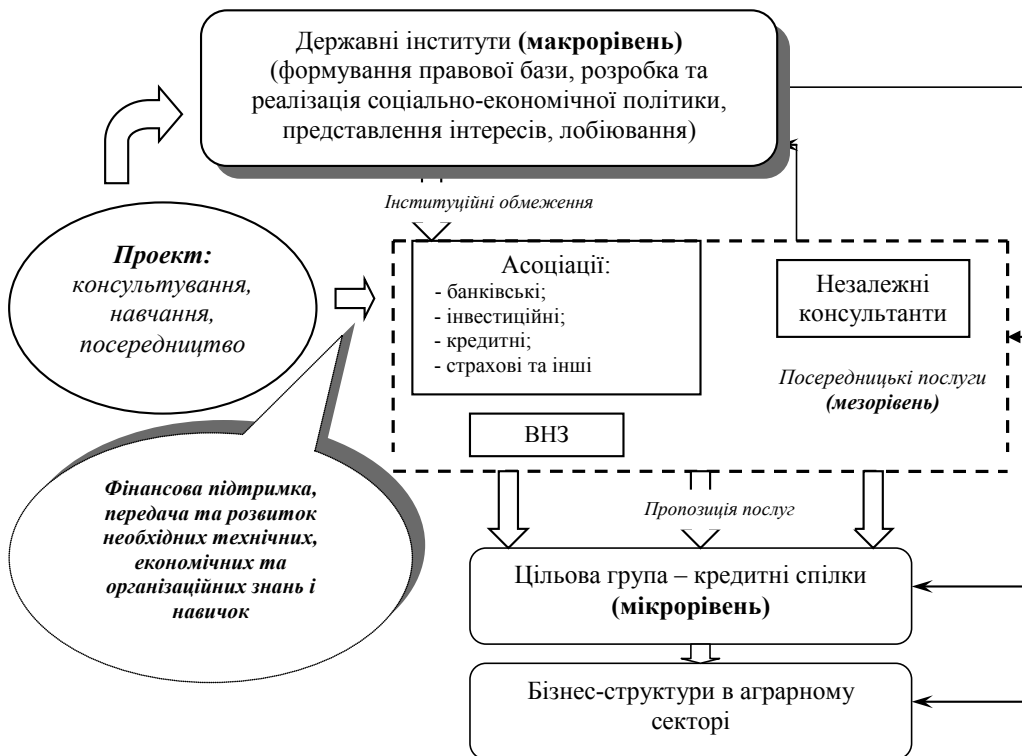 Державні інститути (макрорівень)
(формування правової бази, розробка та
реалізація соціально-економічної політики,
представлення інтересів, лобіювання)
Інституційні обмеження
Проект:
консультування,
навчання,
посередництво
Асоціації:
- банківські;
- інвестиційні;
- кредитні;
- страхові та інші
Незалежні
консультанти
Посередницькі послуги
(мезорівень)
ВНЗ
Фінансова підтримка,
передача та розвиток
необхідних технічних,
економічних та
організаційних знань і
навичок
Пропозиція послуг
Цільова група – кредитні спілки
(мікрорівень)
Бізнес-структури в аграрному
секторі